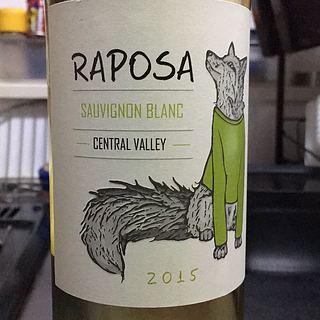 RAPOSA
SAUVIGNON BLANC
CENTRAL VALLEY
2015